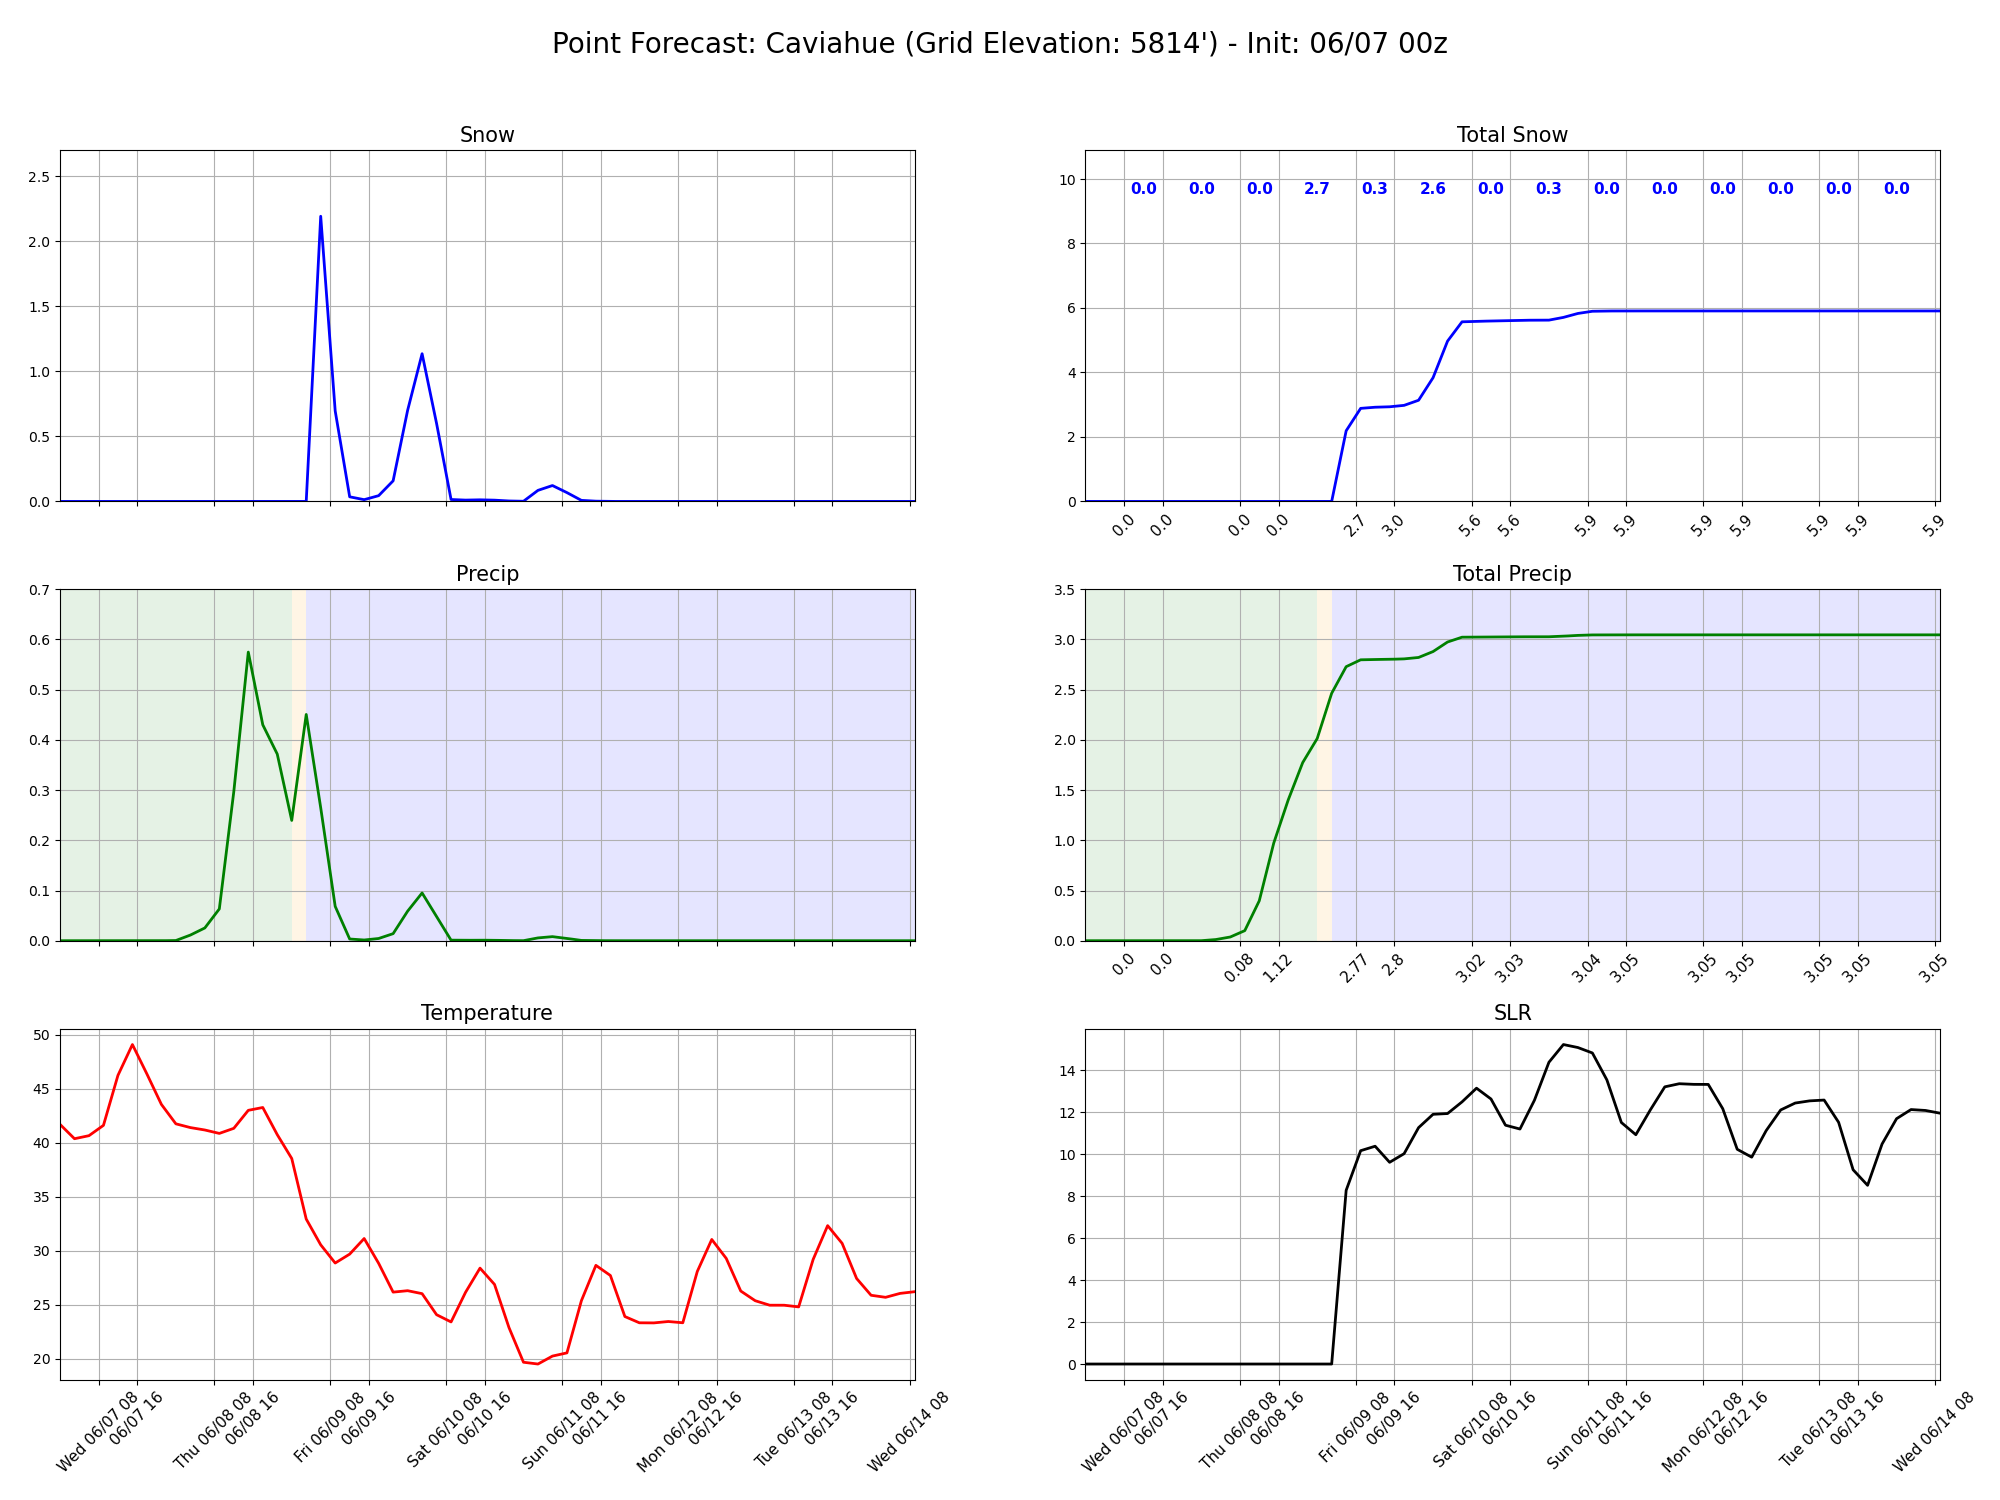 Point Forecast: Caviahue (Grid Elevation: 5814') - Init: 06/07 00z
Snow
2.5
2.0
1.5
1.0
0.5
0.0
Total Snow
10
8
6
4
2
0
0.0 0.0 0.0 2.7 0.3 2.6 0.0 0.3 0.0 0.0 0.0 0.0 0.0 0.0
0.0 0.0 0.0 0.0 2.7 3.0 5.6 5.6 5.9 5.9 5.9 5.9 5.9 5.9 5.9
Precip
0.7
0.6
0.5
0.4
0.3
0.2
0.1
0.0
Total Precip
3.5
3.0
2.5
2.0
1.5
1.0
0.5
0.0
0.0 0.0 0.08 1.12 2.77 2.8 3.02 3.03 3.04 3.05 3.05 3.05 3.05 3.05 3.05
Temperature
50
45
40
35
30
25
20
Wed 06/07 08
06/07 16
Thu 06/08 08
06/08 16
Fri 06/09 08
06/09 16
Sat 06/10 08
06/10 16
Sun 06/11 08
06/11 16
Mon 06/12 08
06/12 16
Tue 06/13 08
06/13 16
Wed 06/14 08
SLR
14
12
10
8
6
4
2
0
Wed 06/07 08
06/07 16
Thu 06/08 08
06/08 16
Fri 06/09 08
06/09 16
Sat 06/10 08
06/10 16
Sun 06/11 08
06/11 16
Mon 06/12 08
06/12 16
Tue 06/13 08
06/13 16
Wed 06/14 08